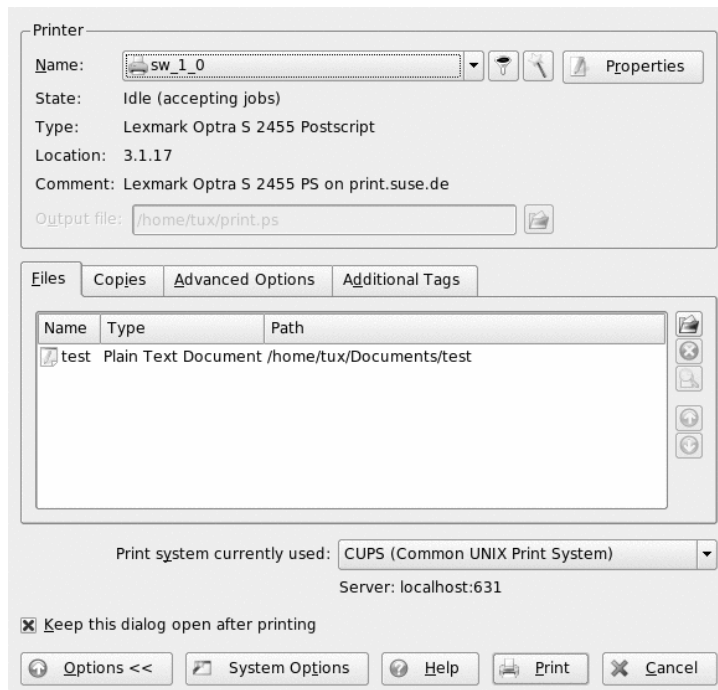 Printer
Name: sw_1_0 Properties
State: Idle (accepting jobs)
Type: Lexmark Optra S 2455 Postscript
Location: 3.1.17
Comment: Lexmark Optra S 2455 PS on print.suse.de
Output file: /home/tux/print.ps
Files Copies Advanced Options Additional Tags
Name Type Path
test Plain Text Document /home/tux/Documents/test
Print system currently used: CUPS (Common UNIX Print System)
Server: localhost:631
Keep this dialog open after printing
Options << System Options Help Print Cancel